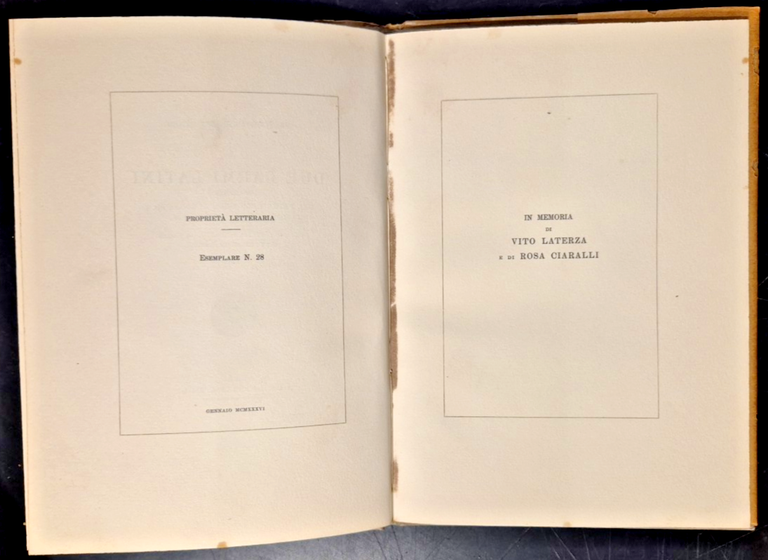 PROPRIETÀ LETTERARIA
ESEMPLARE N. 28
GENNAIO MCMXXXVI
IN MEMORIA
DI
VITO LATERZA
E DI ROSA CIARALLI